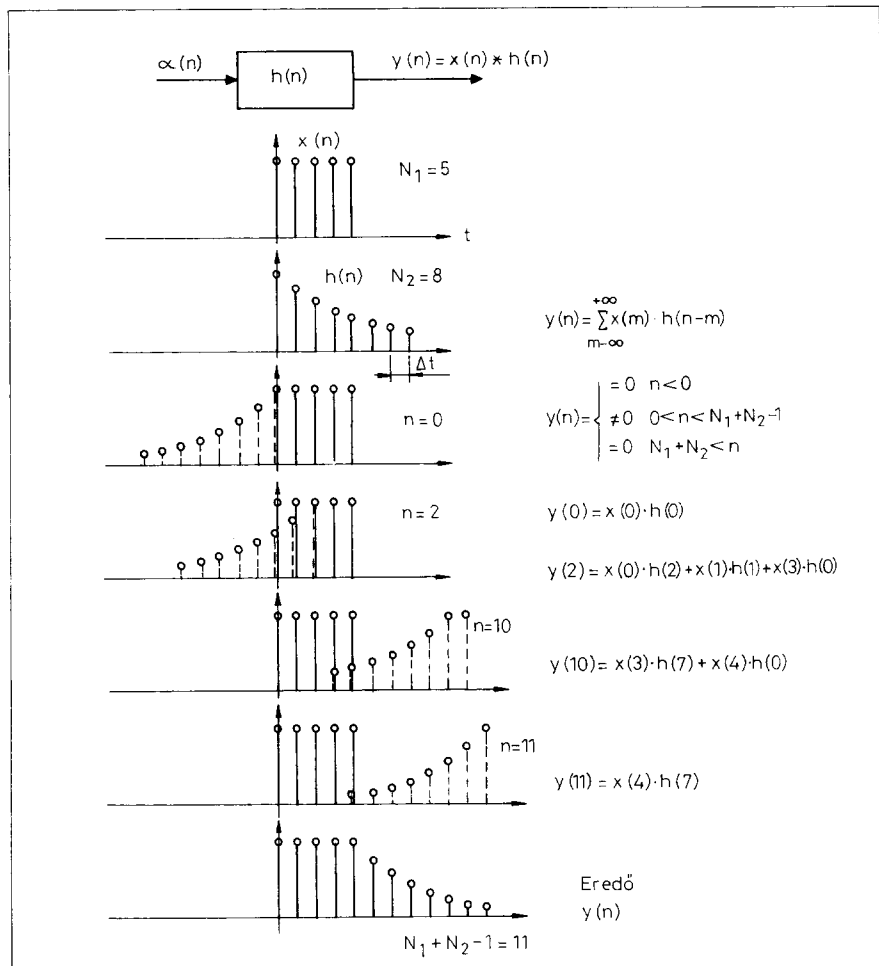 α(n)
h(n)
y(n)=x(n)*h(n)
x(n)
N₁=5
t
h(n)
N₂=8
Δt
y(n)=∑x(m)·h(n-m)
+∞
m-∞
n=0
y(n)={
=0 n<0
≠0 0<n<N₁+N₂-1
=0 N₁+N₂<n
n=2
y(0)=x(0)·h(0)
y(2)=x(0)·h(2)+x(1)·h(1)+x(3)·h(0)
n=10
y(10)=x(3)·h(7)+x(4)·h(0)
n=11
y(11)=x(4)·h(7)
Eredő
y(n)
N₁+N₂-1=11